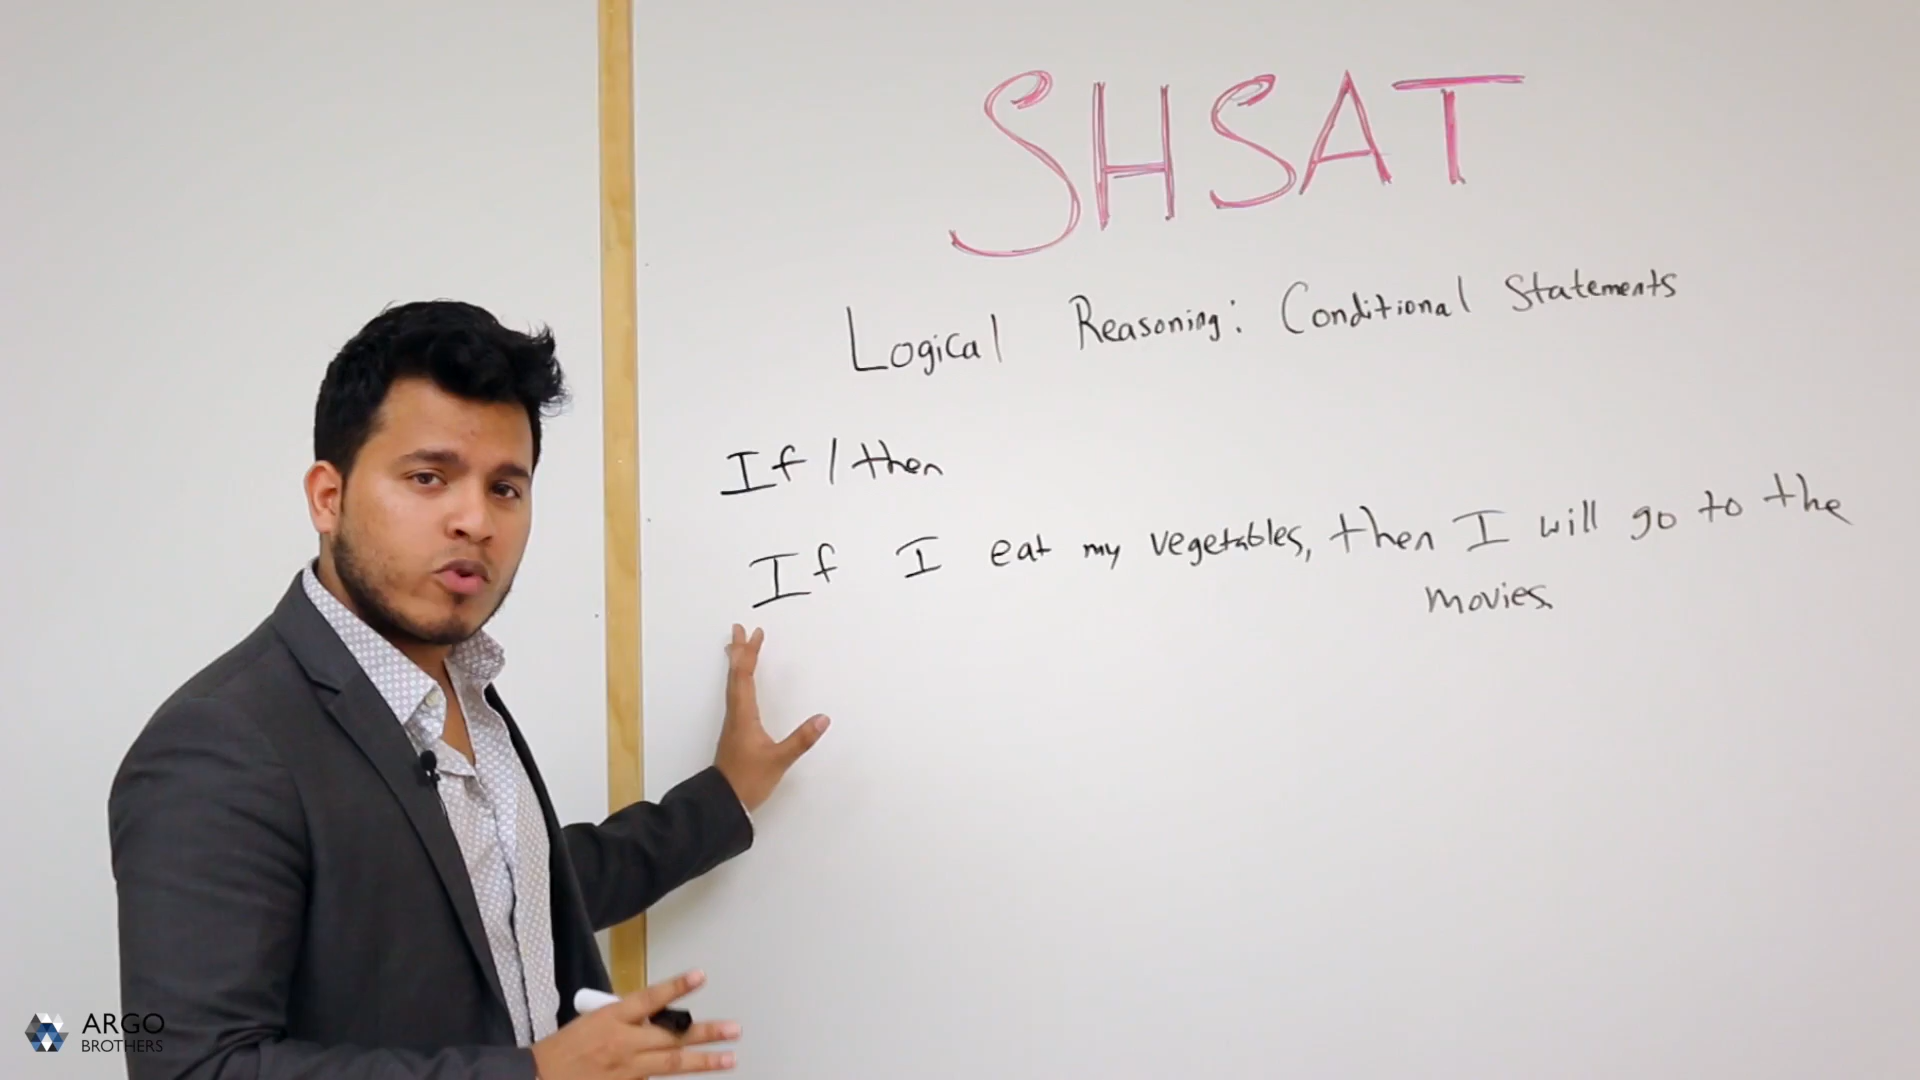 SHSAT
Logical Reasoning: Conditional Statements
If / then
If I eat my vegetables, then I will go to the
movies.
ARGO
BROTHERS